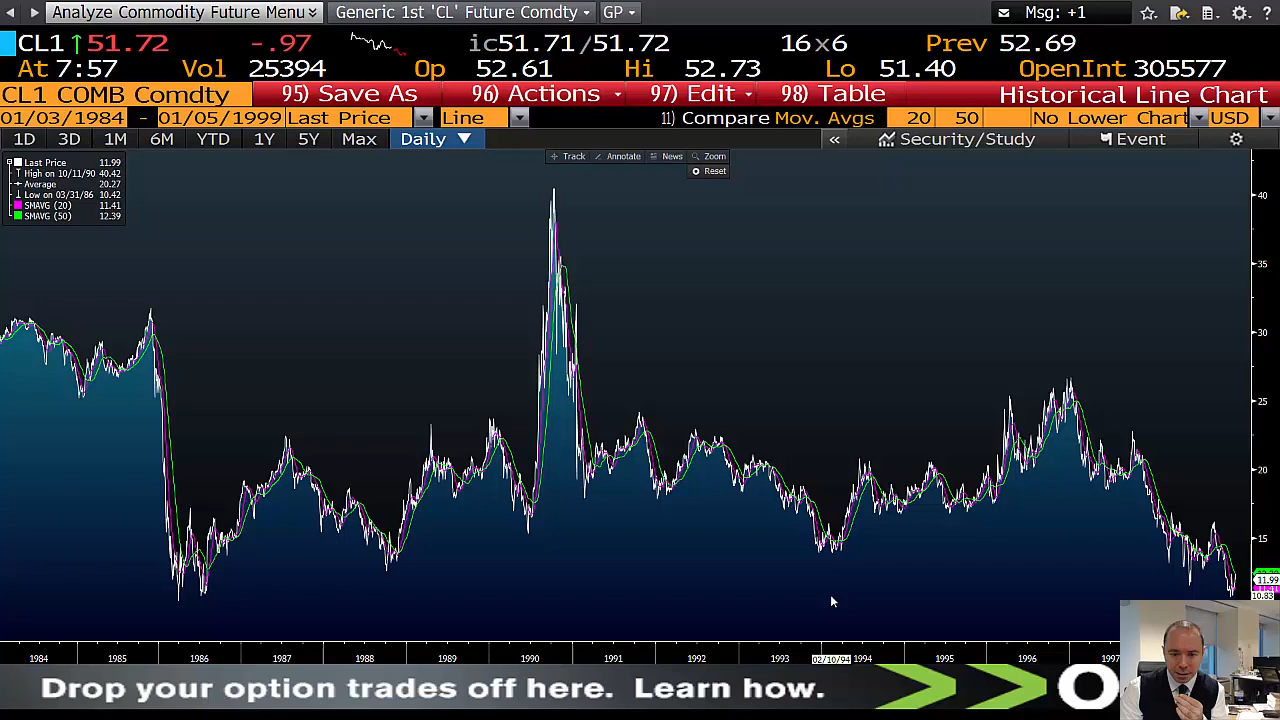 Analyze Commodity Future Menu Generic 1st 'CL' Future Comdty GP Msg: +1 ?
CL1 ↑ 51.72 -.97 ic51.71/51.72 16x6 Prev 52.69
At 7:57 Vol 25394 Op 52.61 Hi 52.73 Lo 51.40 OpenInt 305577
CL1 COMB Comdty 95) Save As 96) Actions 97) Edit 98) Table Historical Line Chart
01/03/1984 - 01/05/1999 Last Price Line 11) Compare Mov. Avgs 20 50 No Lower Chart USD
1D 3D 1M 6M YTD 1Y 5Y Max Daily ▼ « Security/Study Event
Track Annotate News Zoom
Reset
Last Price 11.99
High on 10/11/90 40.42
Average 20.27
Low on 03/31/86 10.42
SMAVG (20) 11.41
SMAVG (50) 12.39
40
35
30
25
20
15
11.99
10.83
1984 1985 1986 1987 1988 1989 1990 1991 1992 1993 02/10/94 1994 1995 1996 1997
Drop your option trades off here. Learn how. >> O